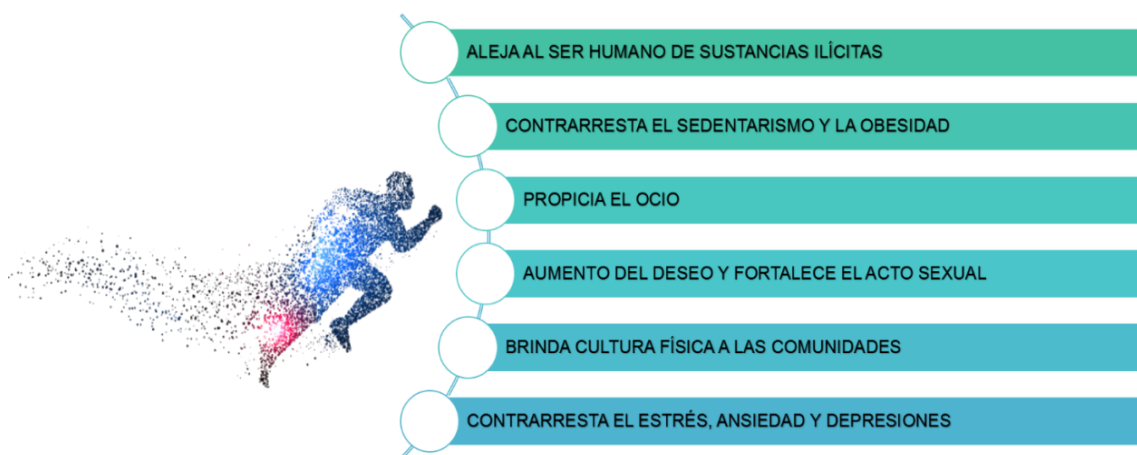 ALEJA AL SER HUMANO DE SUSTANCIAS ILÍCITAS
CONTRARRESTA EL SEDENTARISMO Y LA OBESIDAD
PROPICIA EL OCIO
AUMENTO DEL DESEO Y FORTALECE EL ACTO SEXUAL
BRINDA CULTURA FÍSICA A LAS COMUNIDADES
CONTRARRESTA EL ESTRÉS, ANSIEDAD Y DEPRESIONES